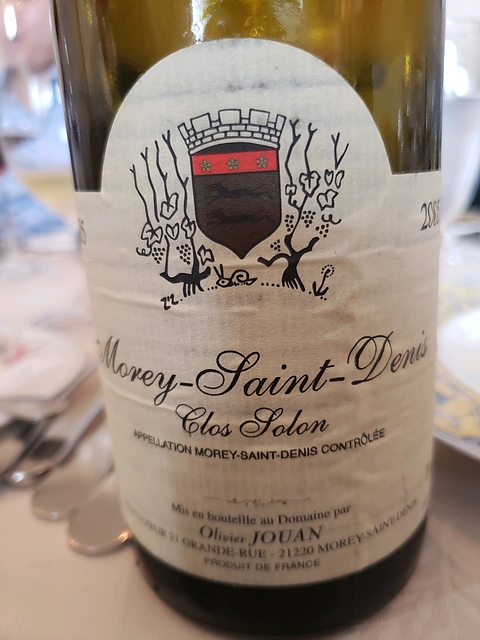 Morey-Saint-Denis
Clos Solon
APPELLATION MOREY-SAINT-DENIS CONTRÔLÉE
Mis en bouteille au Domaine par
Olivier JOUAN
21 GRANDE-RUE - 21220 MOREY-SAINT-DENIS
PRODUIT DE FRANCE